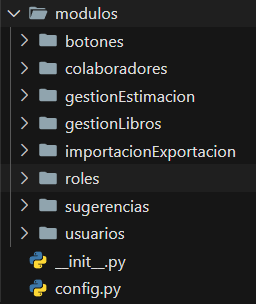 modulos
botones
colaboradores
gestionEstimacion
gestionLibros
importacionExportacion
roles
sugerencias
usuarios
__init__.py
config.py